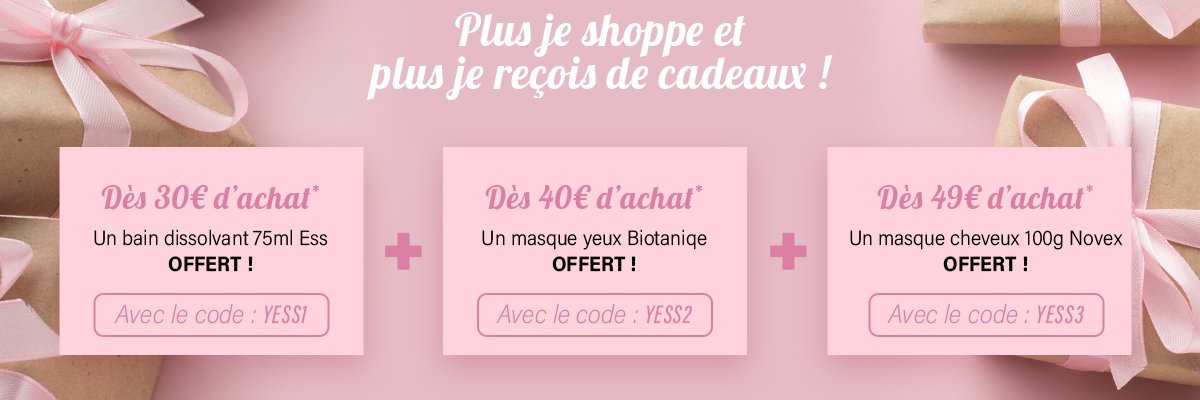 Plus je shoppe et
plus je reçois de cadeaux !
Dès 30€ d'achat*
Un bain dissolvant 75ml Ess
OFFERT !
Avec le code : YESS1
+
Dès 40€ d'achat*
Un masque yeux Biotaniqe
OFFERT !
Avec le code : YESS2
+
Dès 49€ d'achat*
Un masque cheveux 100g Novex
OFFERT !
Avec le code : YESS3